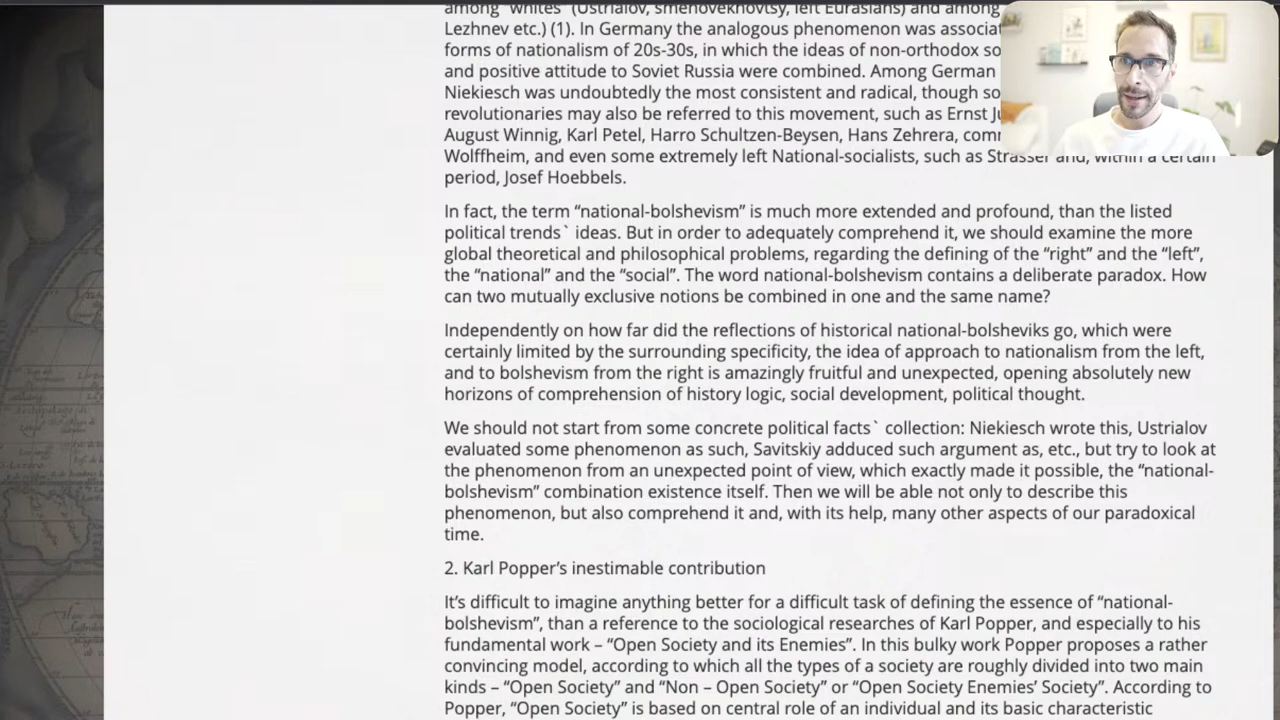 among "whites" (Ustrialov, smenovekhovtsy, left Eurasians) and among
Lezhnev etc.) (1). In Germany the analogous phenomenon was associat
forms of nationalism of 20s-30s, in which the ideas of non-orthodox so
and positive attitude to Soviet Russia were combined. Among German
Niekiesch was undoubtedly the most consistent and radical, though so
revolutionaries may also be referred to this movement, such as Ernst Ju
August Winnig, Karl Petel, Harro Schultzen-Beysen, Hans Zehrera, com
Wolffheim, and even some extremely left National-socialists, such as Strasser and, within a certain
period, Josef Hoebbels.
In fact, the term “national-bolshevism” is much more extended and profound, than the listed
political trends` ideas. But in order to adequately comprehend it, we should examine the more
global theoretical and philosophical problems, regarding the defining of the “right” and the “left”,
the “national” and the “social”. The word national-bolshevism contains a deliberate paradox. How
can two mutually exclusive notions be combined in one and the same name?
Independently on how far did the reflections of historical national-bolsheviks go, which were
certainly limited by the surrounding specificity, the idea of approach to nationalism from the left,
and to bolshevism from the right is amazingly fruitful and unexpected, opening absolutely new
horizons of comprehension of history logic, social development, political thought.
We should not start from some concrete political facts` collection: Niekiesch wrote this, Ustrialov
evaluated some phenomenon as such, Savitskiy adduced such argument as, etc., but try to look at
the phenomenon from an unexpected point of view, which exactly made it possible, the “national-
bolshevism” combination existence itself. Then we will be able not only to describe this
phenomenon, but also comprehend it and, with its help, many other aspects of our paradoxical
time.
2. Karl Popper’s inestimable contribution
It’s difficult to imagine anything better for a difficult task of defining the essence of “national-
bolshevism”, than a reference to the sociological researches of Karl Popper, and especially to his
fundamental work – “Open Society and its Enemies”. In this bulky work Popper proposes a rather
convincing model, according to which all the types of a society are roughly divided into two main
kinds – “Open Society” and “Non – Open Society” or “Open Society Enemies’ Society”. According to
Popper, “Open Society” is based on central role of an individual and its basic characteristic